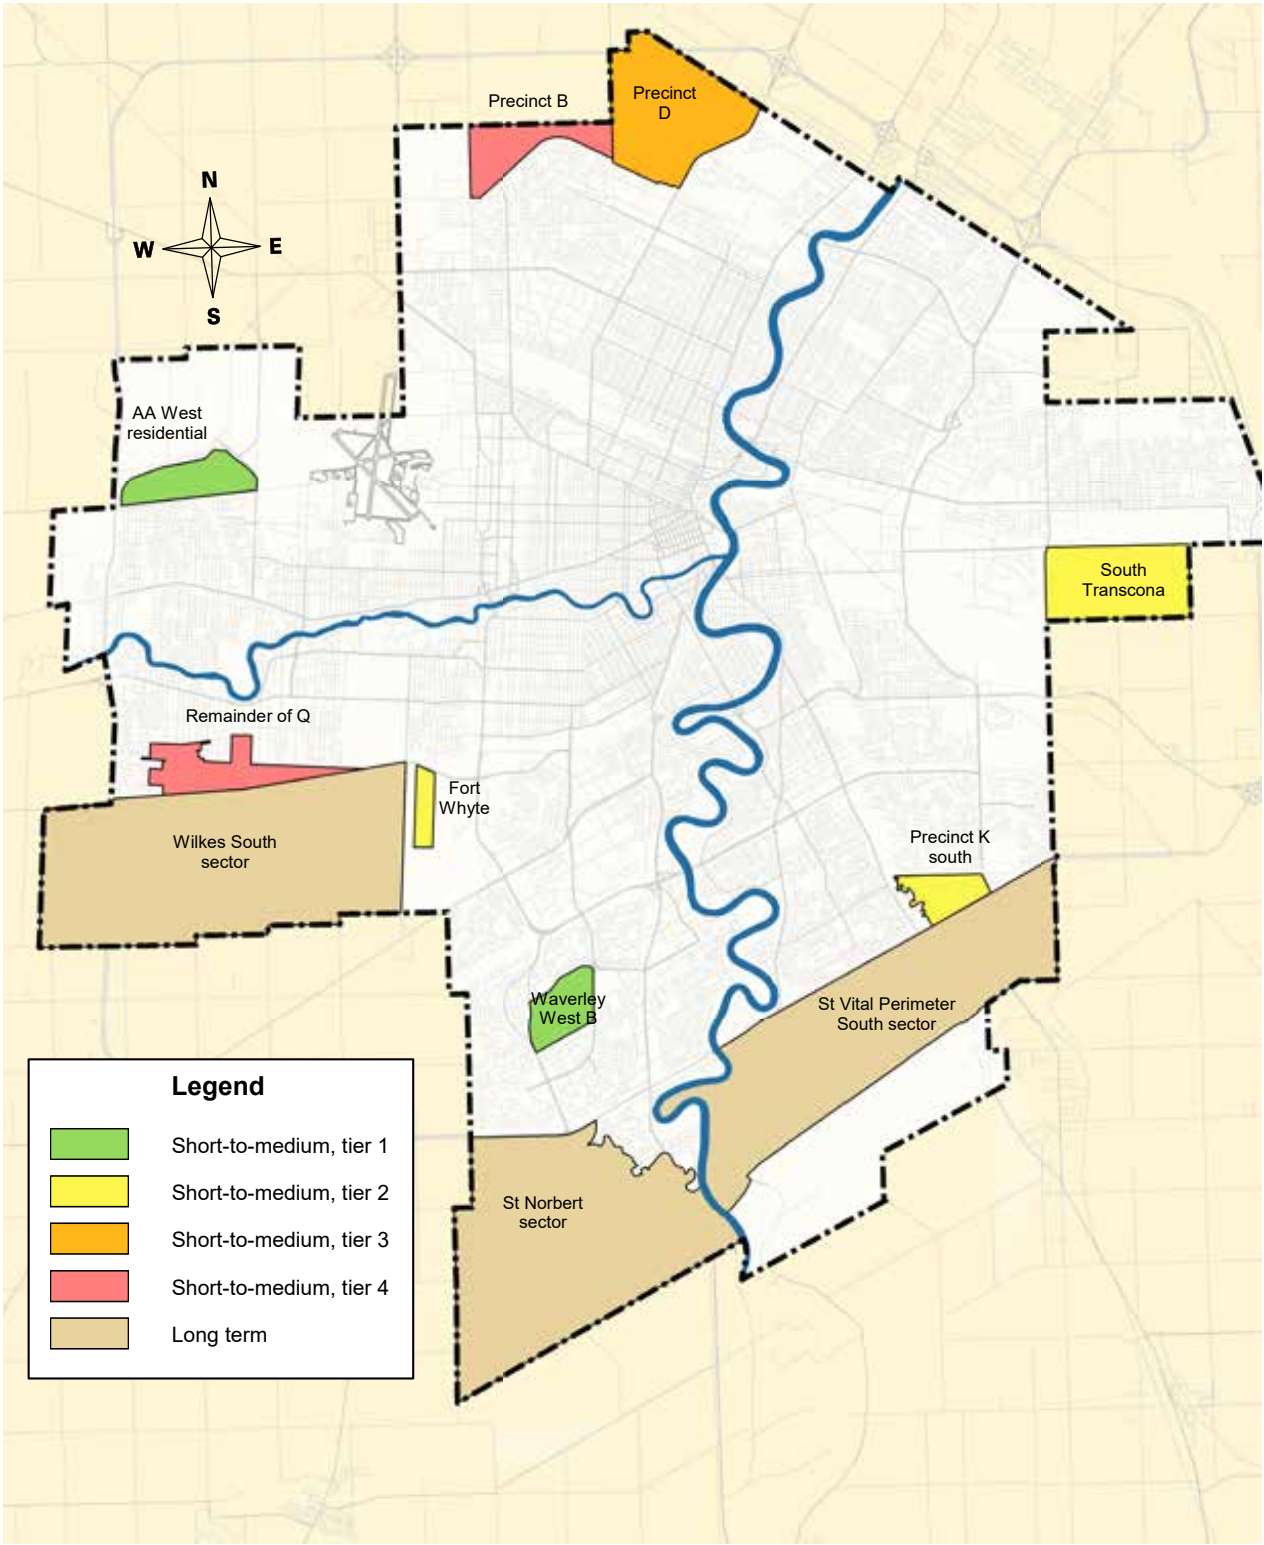 Precinct B
Precinct
D
N
W
E
S
AA West
residential
South
Transcona
Remainder of Q
Fort
Whyte
Wilkes South
sector
Precinct K
south
Waverley
West B
St Vital Perimeter
South sector
St Norbert
sector
Legend
Short-to-medium, tier 1
Short-to-medium, tier 2
Short-to-medium, tier 3
Short-to-medium, tier 4
Long term